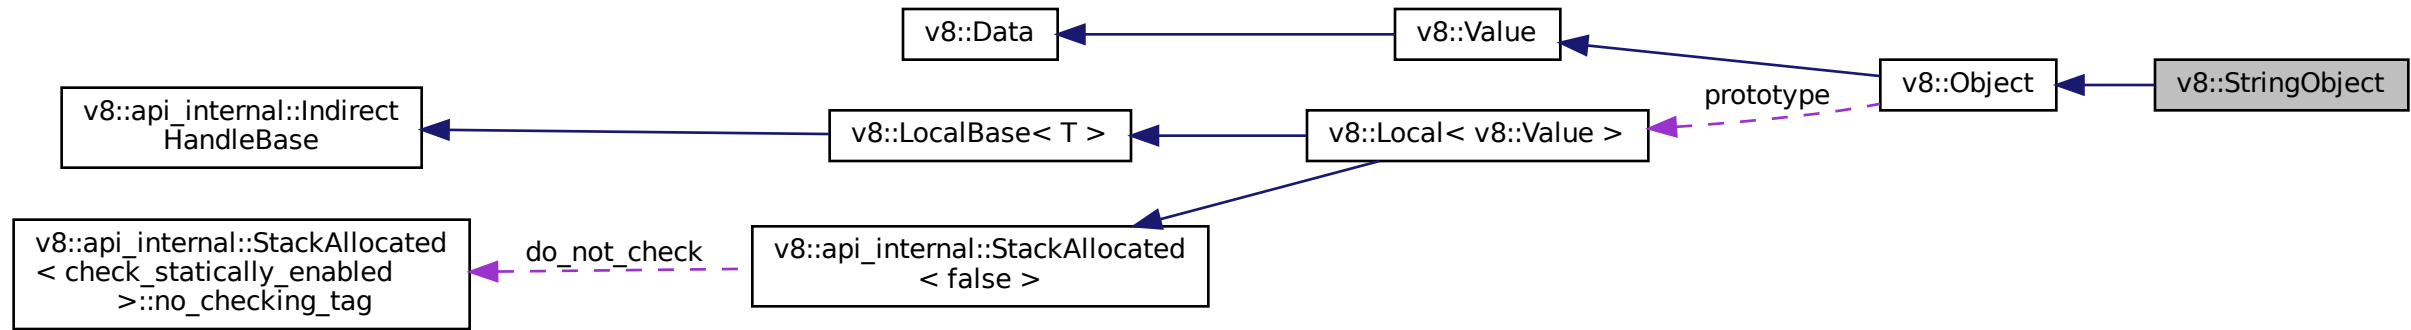 v8::Data
v8::Value
v8::Object
v8::StringObject
prototype
v8::api_internal::Indirect
HandleBase
v8::LocalBase< T >
v8::Local< v8::Value >
v8::api_internal::StackAllocated
< check_statically_enabled
>::no_checking_tag
do_not_check
v8::api_internal::StackAllocated
< false >